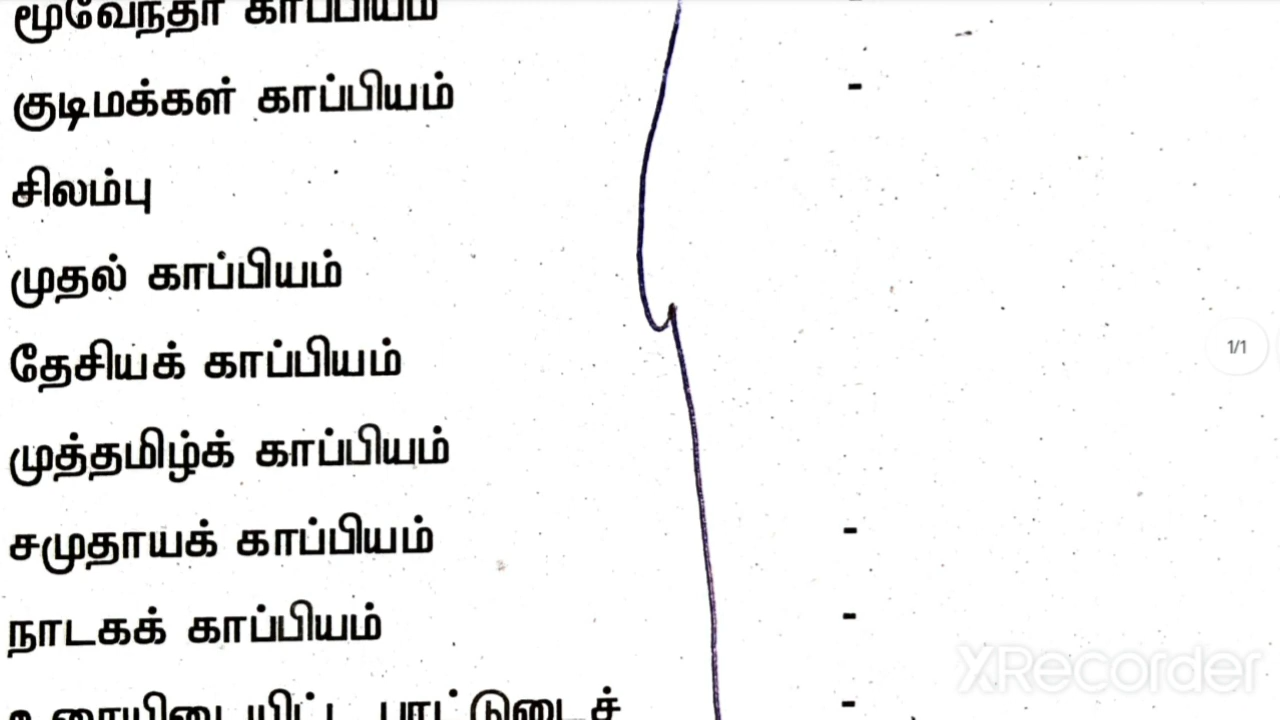 மூவேந்தர் காப்பியம்
குடிமக்கள் காப்பியம் -
சிலம்பு
முதல் காப்பியம்
தேசியக் காப்பியம்
முத்தமிழ்க் காப்பியம்
சமுதாயக் காப்பியம் -
நாடகக் காப்பியம் -
உரையிடையிட்ட பாட்டுடைச் -
1/1
XRecorder